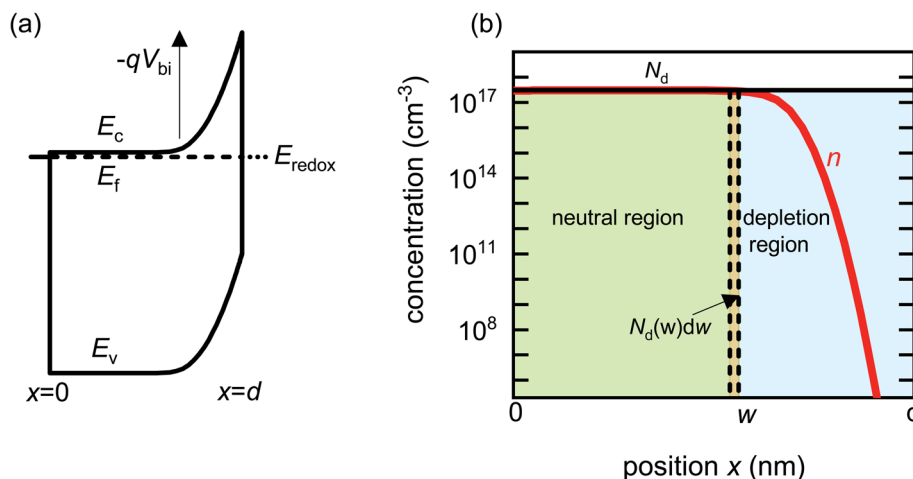 (a)
-qVbi
Ec
Ef
Eredox
Ev
x=0
x=d
(b)
concentration (cm-3)
10^17
10^14
10^11
10^8
Nd
n
neutral region
depletion
region
Nd(w)dw
0
w
position x (nm)